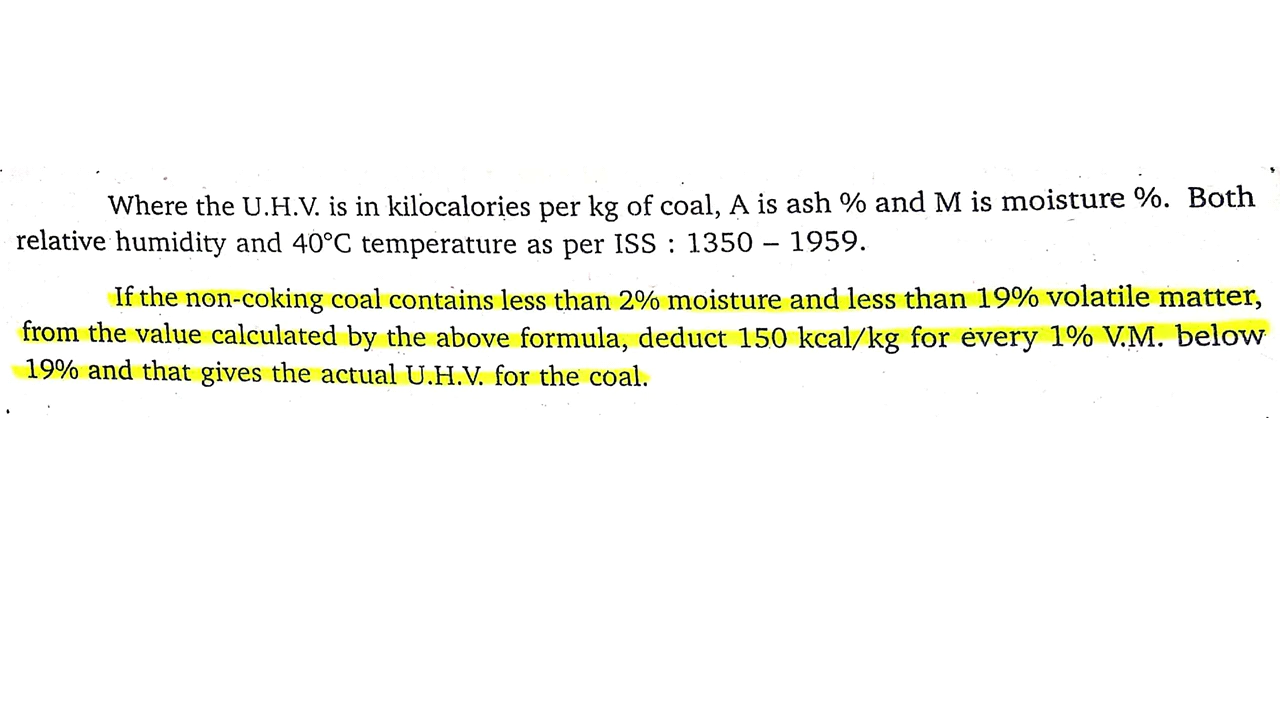 Where the U.H.V. is in kilocalories per kg of coal, A is ash % and M is moisture %. Both
relative humidity and 40°C temperature as per ISS : 1350 – 1959.
If the non-coking coal contains less than 2% moisture and less than 19% volatile matter,
from the value calculated by the above formula, deduct 150 kcal/kg for every 1% V.M. below
19% and that gives the actual U.H.V. for the coal.